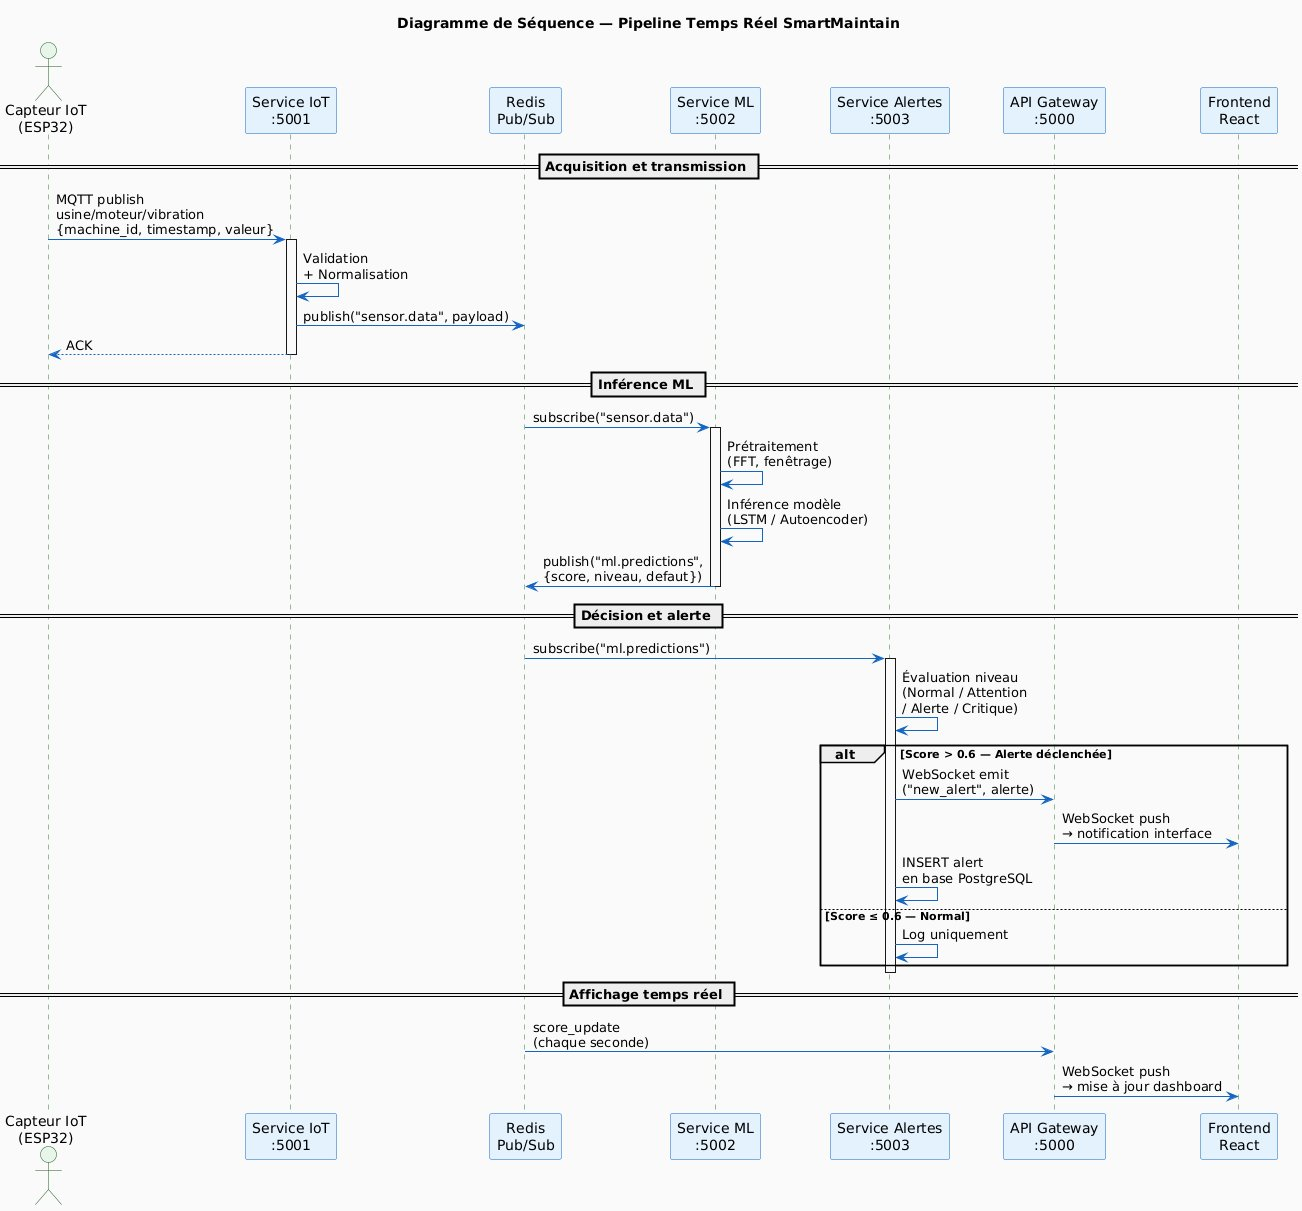 Diagramme de Séquence — Pipeline Temps Réel SmartMaintain
Capteur IoT
(ESP32)
Service IoT
:5001
Redis
Pub/Sub
Service ML
:5002
Service Alertes
:5003
API Gateway
:5000
Frontend
React
Acquisition et transmission
MQTT publish
usine/moteur/vibration
{machine_id, timestamp, valeur}
Validation
+ Normalisation
publish("sensor.data", payload)
ACK
Inférence ML
subscribe("sensor.data")
Prétraitement
(FFT, fenêtrage)
Inférence modèle
(LSTM / Autoencoder)
publish("ml.predictions",
{score, niveau, defaut})
Décision et alerte
subscribe("ml.predictions")
Évaluation niveau
(Normal / Attention
/ Alerte / Critique)
alt
[Score > 0.6 — Alerte déclenchée]
WebSocket emit
("new_alert", alerte)
WebSocket push
→ notification interface
INSERT alert
en base PostgreSQL
[Score ≤ 0.6 — Normal]
Log uniquement
Affichage temps réel
score_update
(chaque seconde)
WebSocket push
→ mise à jour dashboard
Capteur IoT
(ESP32)
Service IoT
:5001
Redis
Pub/Sub
Service ML
:5002
Service Alertes
:5003
API Gateway
:5000
Frontend
React